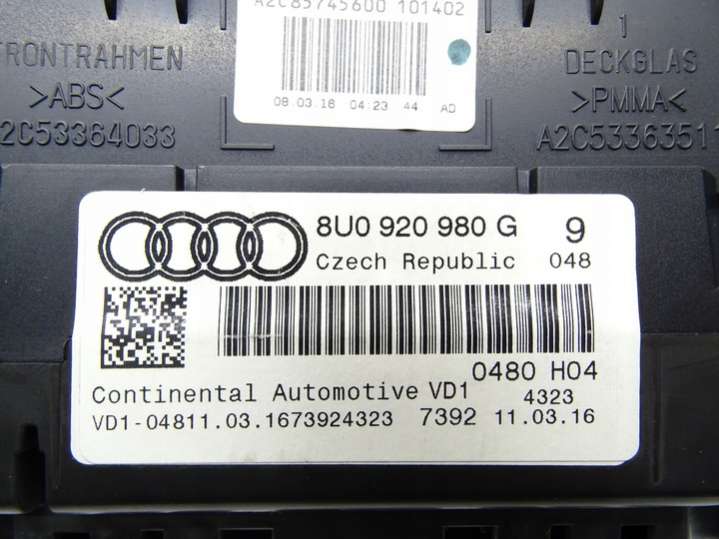 A2C85745600 101402
08.03.16 04:23 44 AD
FRONTRAHMEN
>ABS<
A2C53364033
1
DECKGLAS
>PMMA<
A2C5336351
8U0 920 980 G 9
Czech Republic 048
0480 H04
Continental Automotive VD1 4323
VD1-04811.03.1673924323 7392 11.03.16